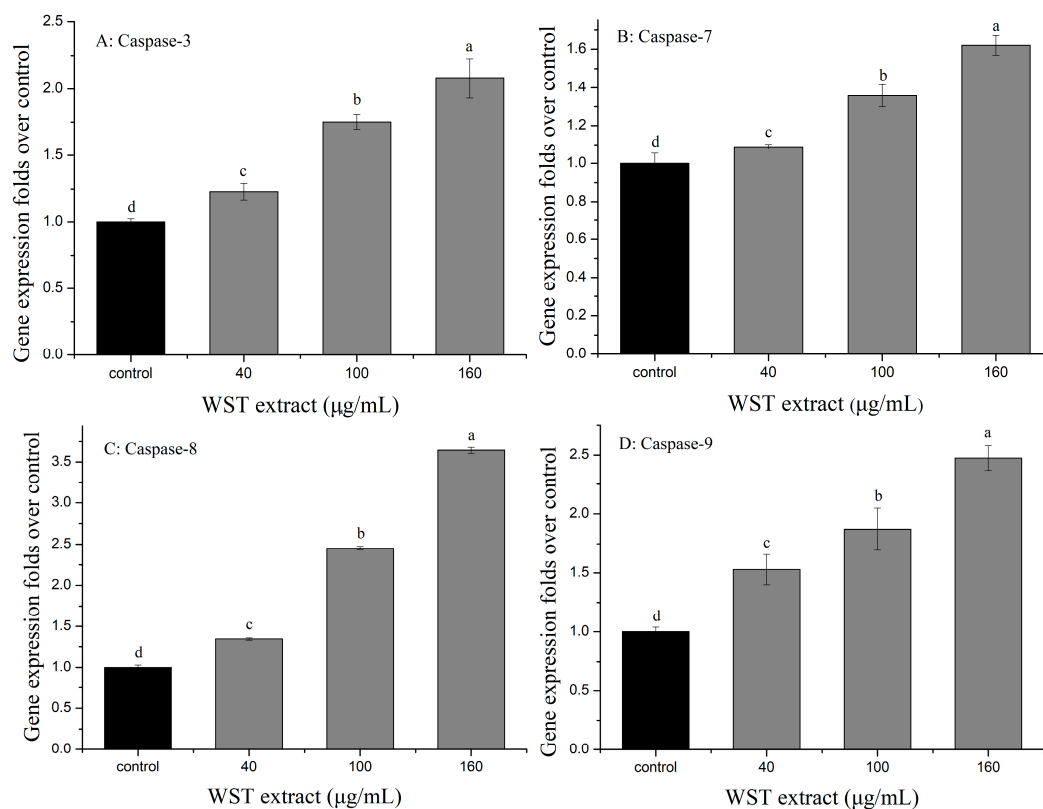 A: Caspase-3
Gene expression folds over control
2.5
2.0
1.5
1.0
0.5
0.0
d
c
b
a
control
40
100
160
WST extract (μg/mL)
B: Caspase-7
Gene expression folds over control
1.6
1.4
1.2
1.0
0.8
0.6
0.4
0.2
0.0
d
c
b
a
control
40
100
160
WST extract (μg/mL)
C: Caspase-8
Gene expression folds over control
3.5
3.0
2.5
2.0
1.5
1.0
0.5
0.0
d
c
b
a
control
40
100
160
WST extract (μg/mL)
D: Caspase-9
Gene expression folds over control
2.5
2.0
1.5
1.0
0.5
0.0
d
c
b
a
control
40
100
160
WST extract (μg/mL)